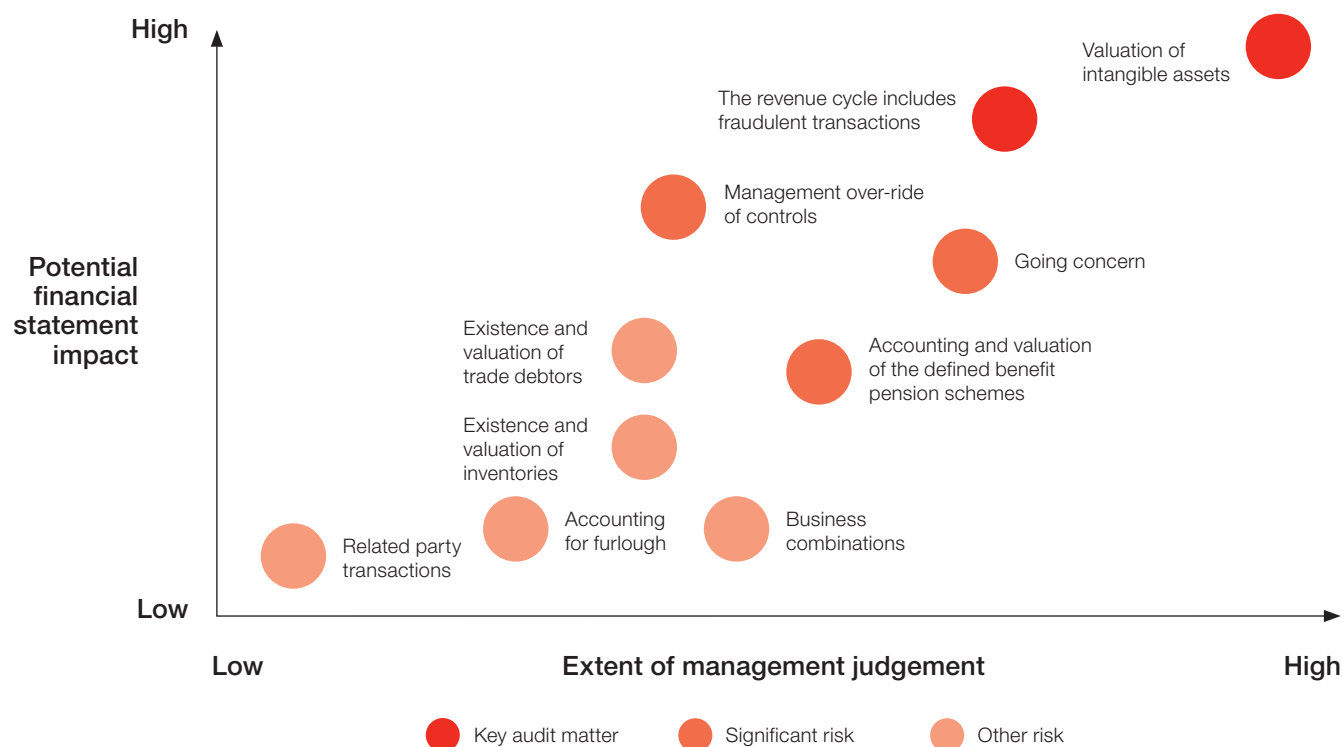 High
Valuation of
intangible assets
The revenue cycle includes
fraudulent transactions
Management over-ride
of controls
Going concern
Potential
financial
statement
impact
Existence and
valuation of
trade debtors
Accounting and valuation
of the defined benefit
pension schemes
Existence and
valuation of
inventories
Related party
transactions
Accounting
for furlough
Business
combinations
Low
Low
Extent of management judgement
High
Key audit matter
Significant risk
Other risk